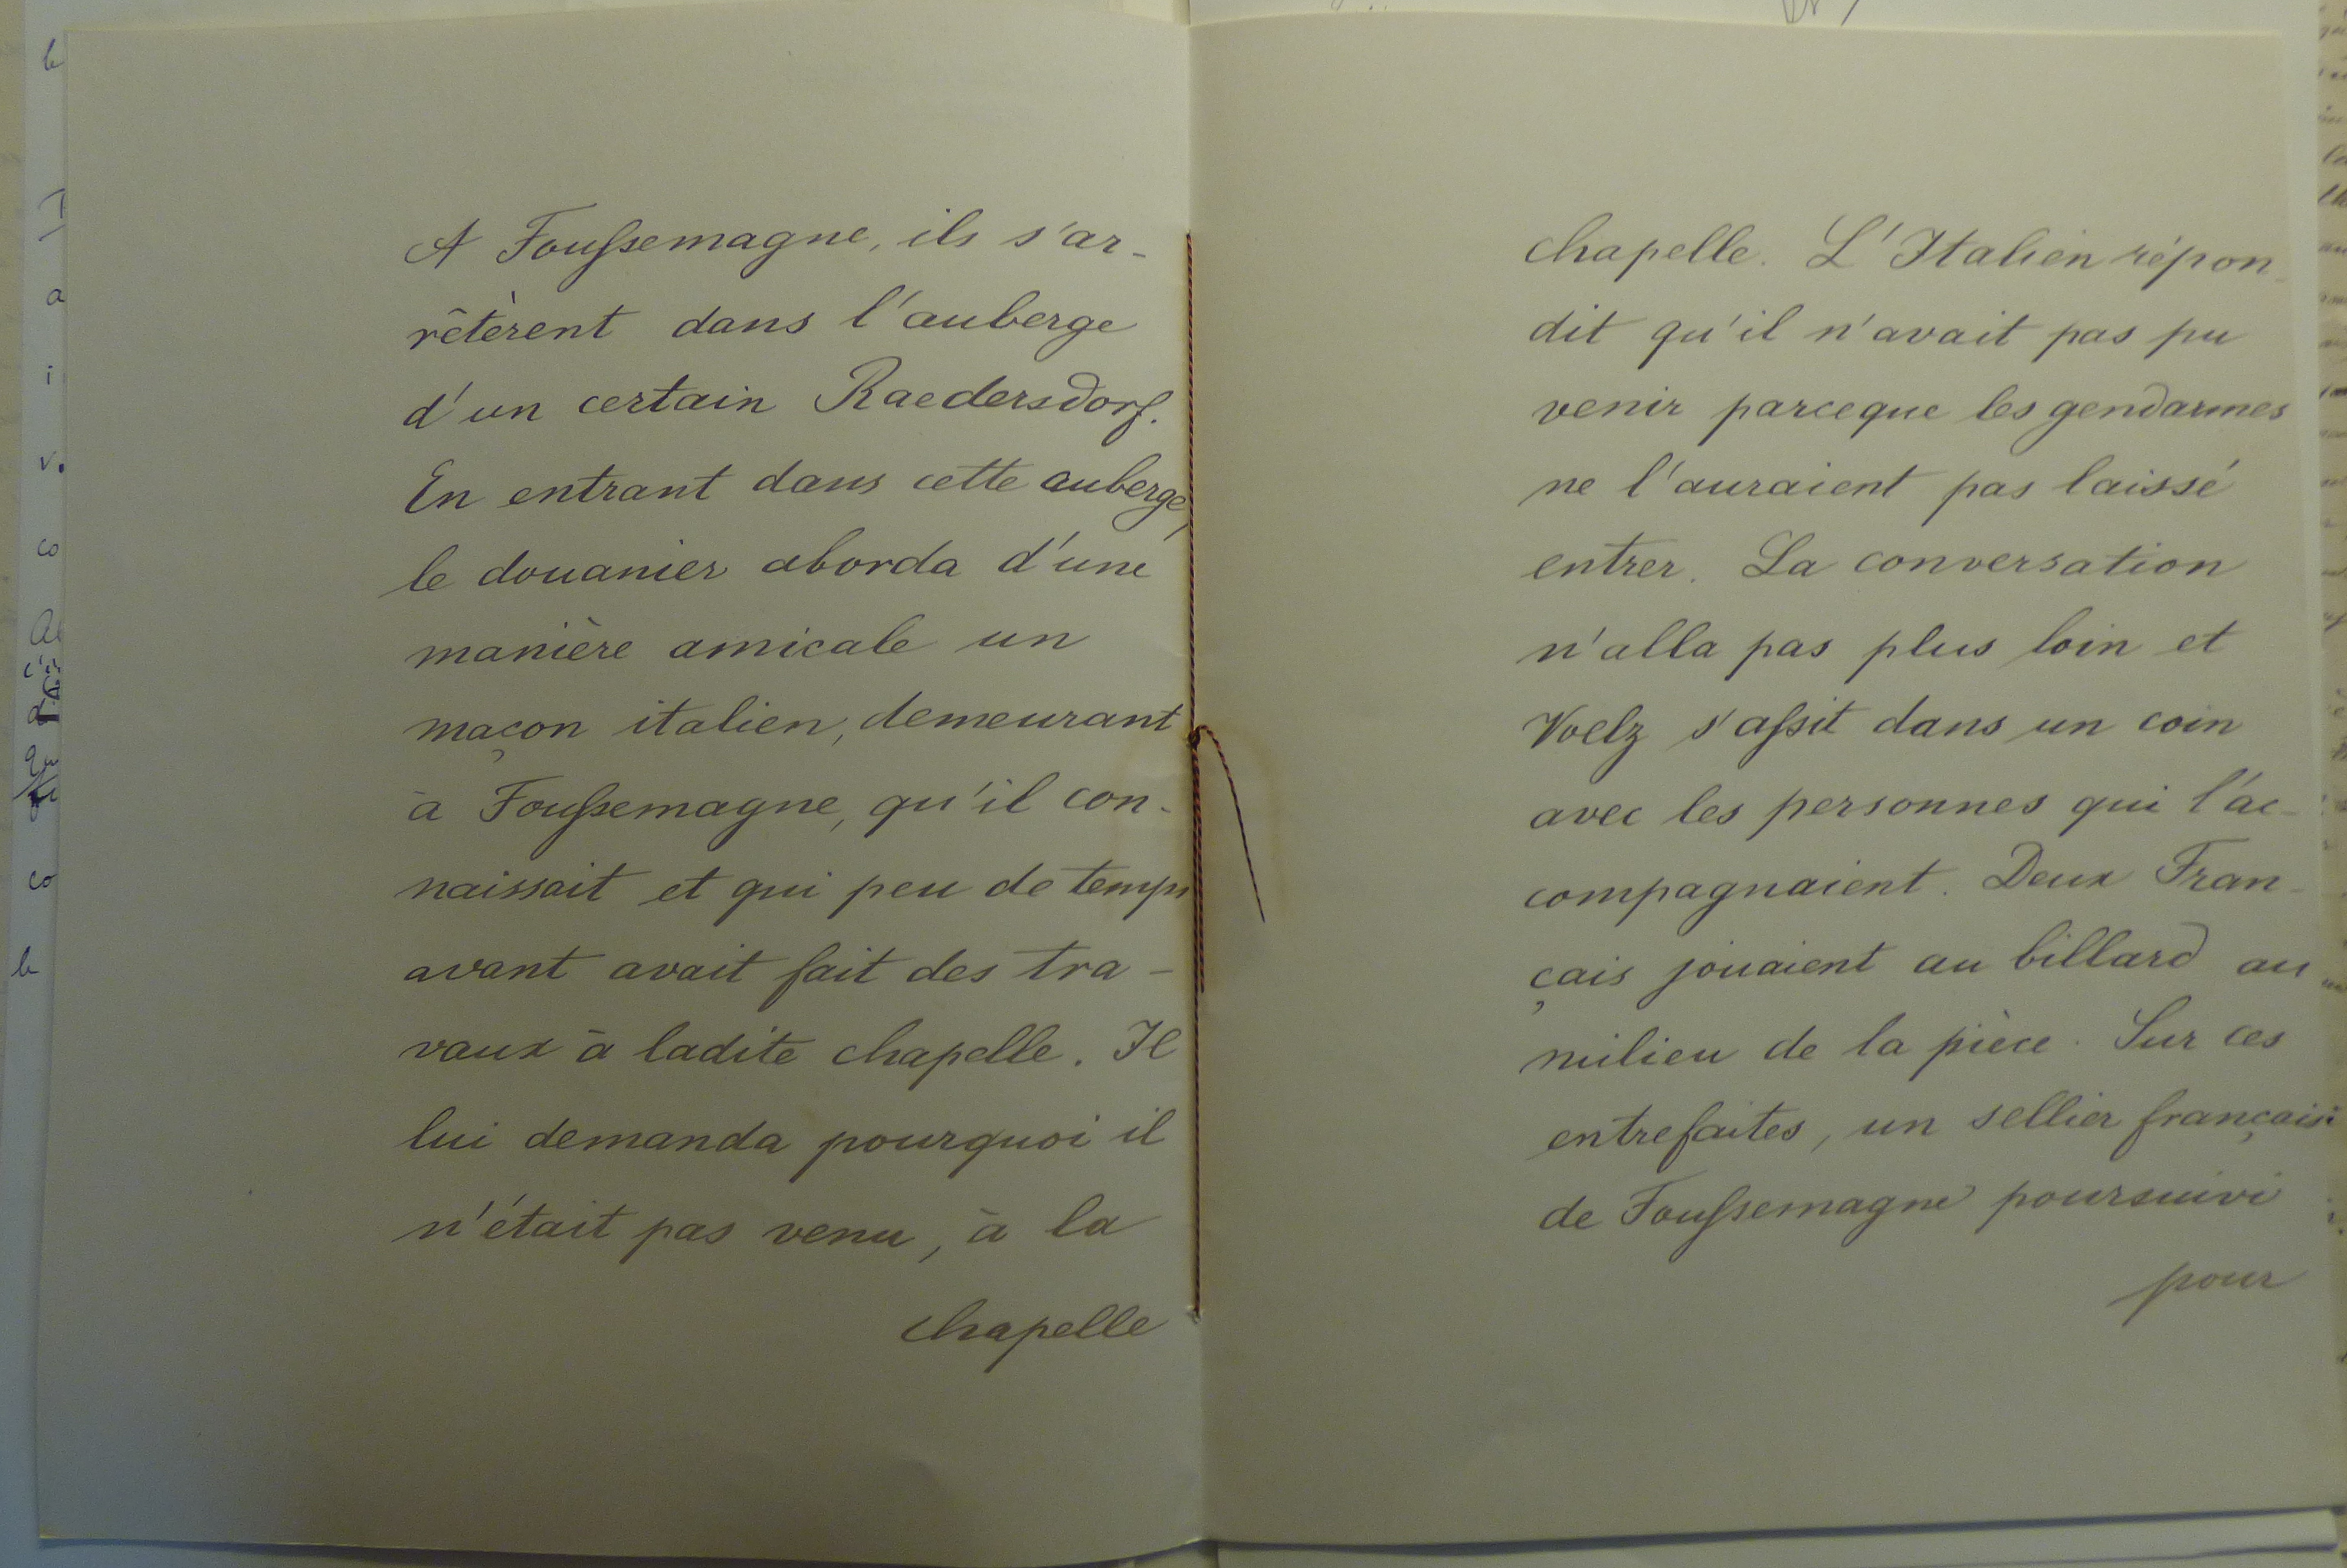 A Foussemagne, ils s'ar-
rêtèrent dans l'auberge
d'un certain Raedersdorf.
En entrant dans cette auberge,
le douanier aborda d'une
manière amicale un
maçon italien, demeurant
à Foussemagne, qu'il con-
naissait et qui peu de temps
avant avait fait des tra-
vaux à ladite chapelle. Il
lui demanda pourquoi il
n'était pas venu, à la
chapelle
chapelle. L'Italien répon-
dit qu'il n'avait pas pu
venir parceque les gendarmes
ne l'auraient pas laissé
entrer. La conversation
n'alla pas plus loin et
Voelz s'assit dans un coin
avec les personnes qui l'ac-
compagnaient. Deux Fran-
çais jouaient au billard au
milieu de la pièce. Sur ces
entrefaites, un sellier français
de Foussemagne poursuivi
pour